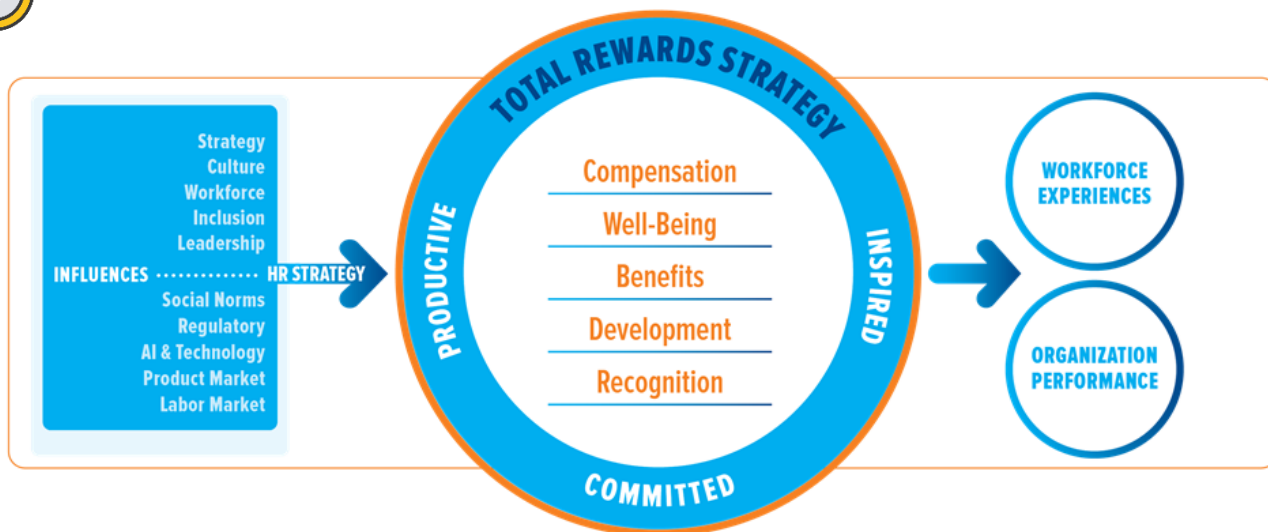 TOTAL REWARDS STRATEGY
Strategy
Culture
Workforce
Inclusion
Leadership
INFLUENCES ............. HR STRATEGY
Social Norms
Regulatory
AI & Technology
Product Market
Labor Market
PRODUCTIVE
Compensation
Well-Being
Benefits
Development
Recognition
INSPIRED
COMMITTED
WORKFORCE
EXPERIENCES
ORGANIZATION
PERFORMANCE